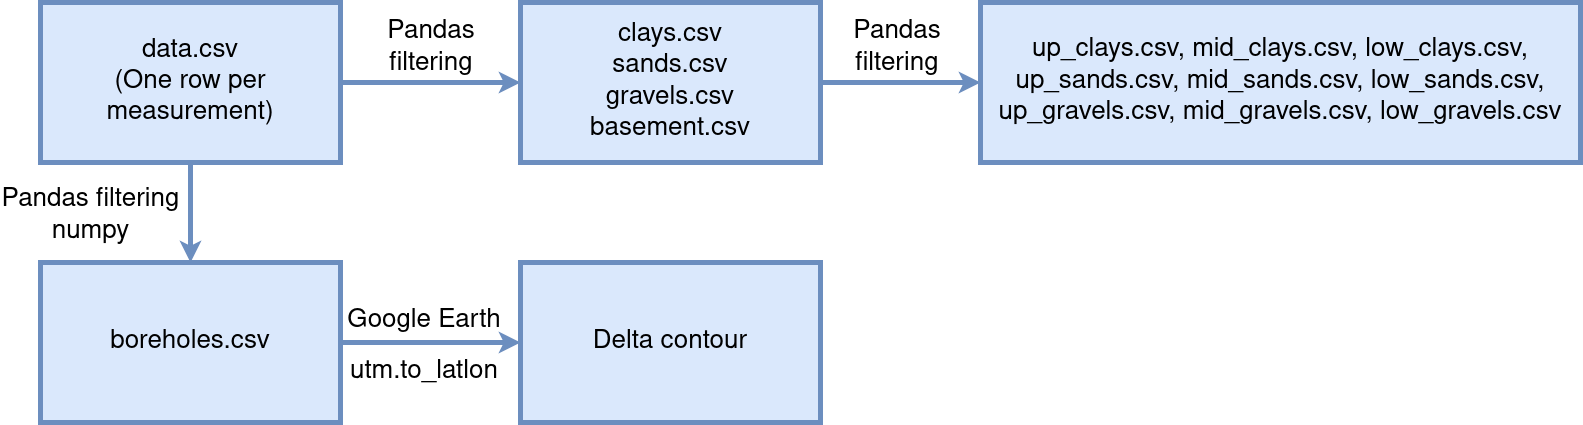 data.csv
(One row per
measurement)
Pandas
filtering
clays.csv
sands.csv
gravels.csv
basement.csv
Pandas
filtering
up_clays.csv, mid_clays.csv, low_clays.csv,
up_sands.csv, mid_sands.csv, low_sands.csv,
up_gravels.csv, mid_gravels.csv, low_gravels.csv
Pandas filtering
numpy
boreholes.csv
Google Earth
utm.to_latlon
Delta contour